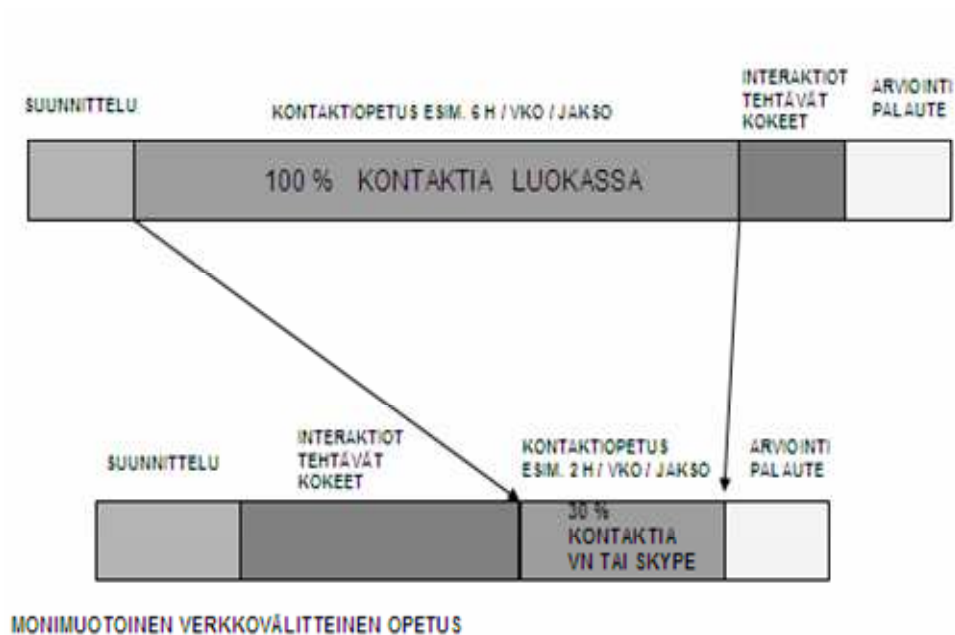 SUUNNITTELU
KONTAKTIOPETUS ESIM. 6 H / VKO / JAKSO
INTERAKTIOT
TEHTÄVÄT
KOKEET
ARVIOINTI
PALAUTE
100 % KONTAKTIA LUOKASSA
SUUNNITTELU
INTERAKTIOT
TEHTÄVÄT
KOKEET
KONTAKTIOPETUS
ESIM. 2 H / VKO / JAKSO
ARVIOINTI
PALAUTE
30 %
KONTAKTIA
VN TAI SKYPE
MONIMUOTOINEN VERKKOVÄLITTEINEN OPETUS